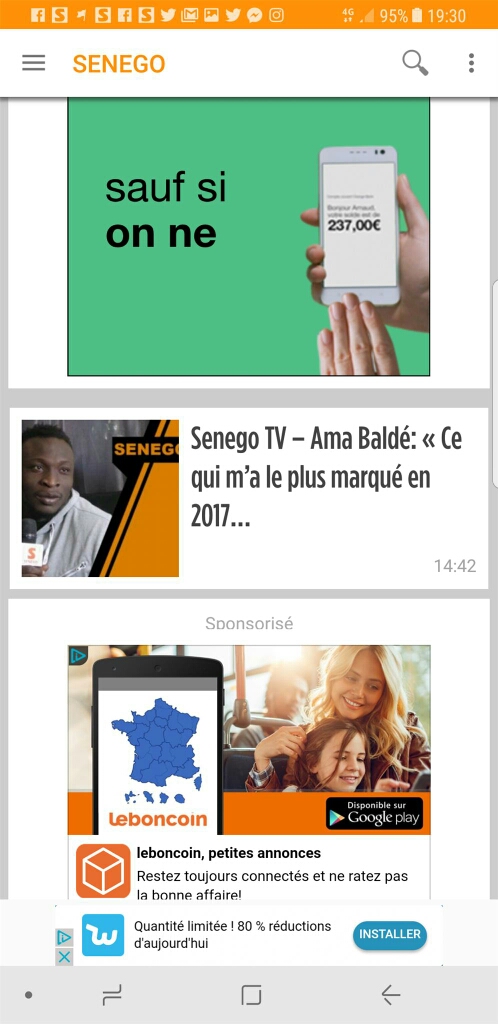 4G 95% 19:30
SENEGO
sauf si
on ne
Bonjour Arnaud,
votre solde est de
237,00€
SENEGO
S
Senego TV – Ama Baldé: « Ce
qui m’a le plus marqué en
2017...
14:42
Sponsorisé
leboncoin
Disponible sur
Google play
leboncoin, petites annonces
Restez toujours connectés et ne ratez pas
la bonne affaire!
Quantité limitée ! 80 % réductions
d'aujourd'hui
INSTALLER